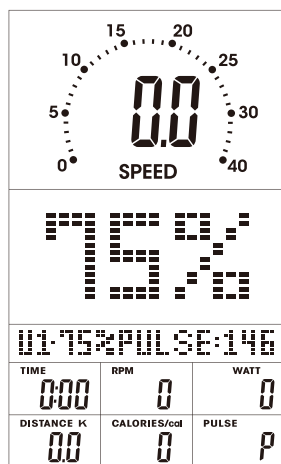 15 20
10 25
5 30
0 40
0.0
SPEED
75%
U1-75%PULSE:146
TIME RPM WATT
0:00 0 0
DISTANCE K CALORIES/cal PULSE
0.0 0 P